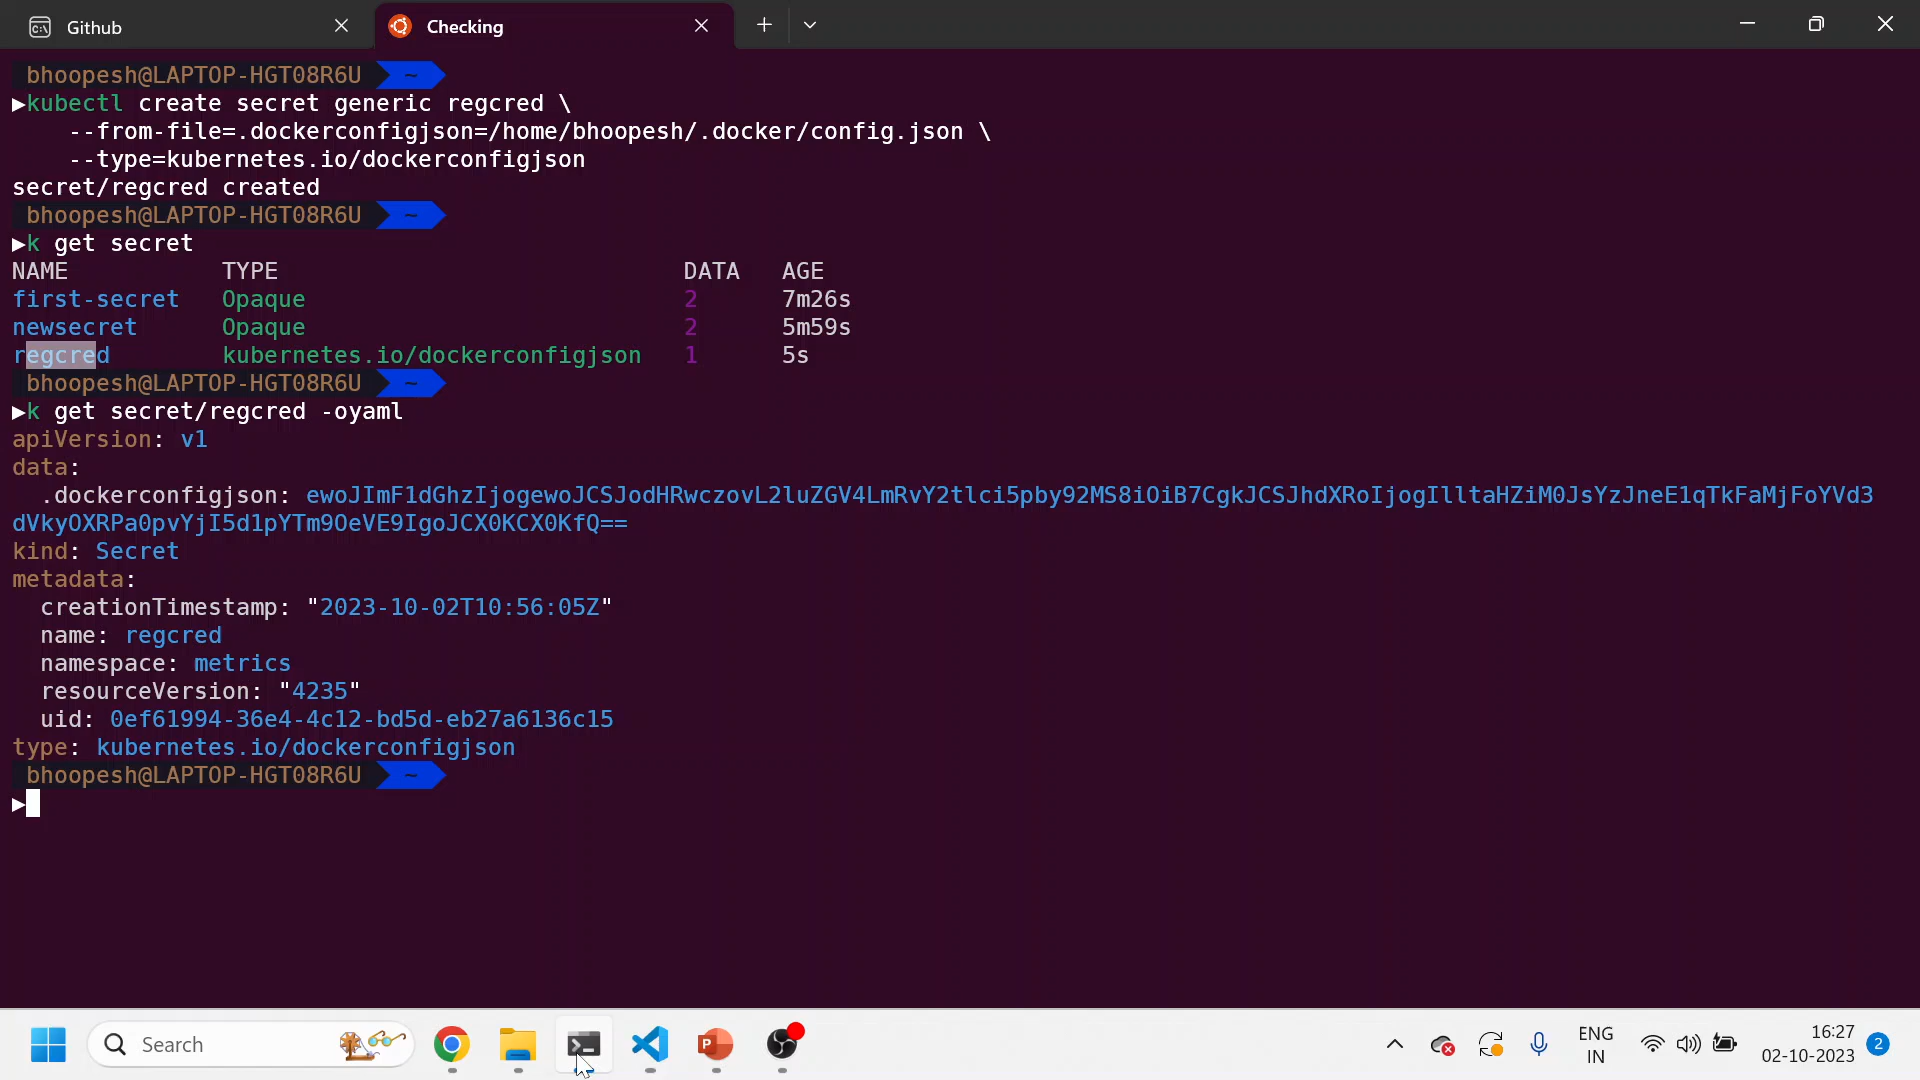 Github
Checking
bhoopesh@LAPTOP-HGT08R6U ~
▶kubectl create secret generic regcred \
--from-file=.dockerconfigjson=/home/bhoopesh/.docker/config.json \
--type=kubernetes.io/dockerconfigjson
secret/regcred created
bhoopesh@LAPTOP-HGT08R6U ~
▶k get secret
NAME TYPE DATA AGE
first-secret Opaque 2 7m26s
newsecret Opaque 2 5m59s
regcred kubernetes.io/dockerconfigjson 1 5s
bhoopesh@LAPTOP-HGT08R6U ~
▶k get secret/regcred -oyaml
apiVersion: v1
data:
.dockerconfigjson: ewoJImF1dGhzIjogewoJCSJodHRwczovL2luZGV4LmRvY2tlci5pby92MS8iOiB7CgkJCSJhdXRoIjogIlltaHZiM0JsYzJneE1qTkFaMjFoYVd3
dVkyOXRPa0pvYjI5d1pYTm9OeVE9IgoJCX0KCX0KfQ==
kind: Secret
metadata:
creationTimestamp: "2023-10-02T10:56:05Z"
name: regcred
namespace: metrics
resourceVersion: "4235"
uid: 0ef61994-36e4-4c12-bd5d-eb27a6136c15
type: kubernetes.io/dockerconfigjson
bhoopesh@LAPTOP-HGT08R6U ~
▶
Search
ENG
IN
16:27
02-10-2023
2